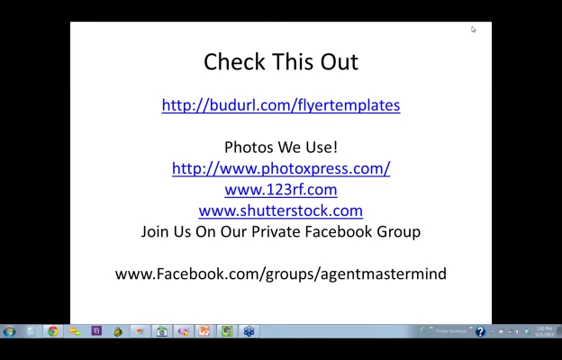 Check This Out
http://budurl.com/flyertemplates
Photos We Use!
http://www.photoxpress.com/
www.123rf.com
www.shutterstock.com
Join Us On Our Private Facebook Group
www.Facebook.com/groups/agentmastermind